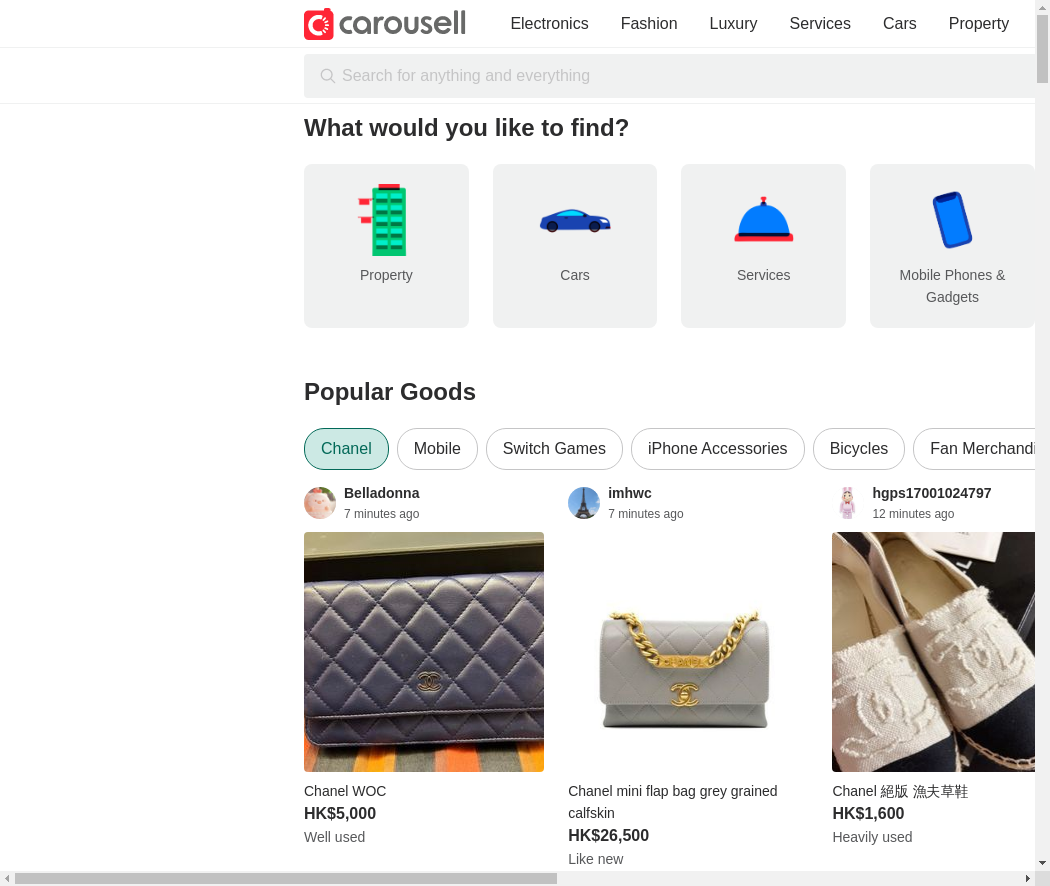 carousell
Electronics
Fashion
Luxury
Services
Cars
Property
Search for anything and everything
What would you like to find?
Property
Cars
Services
Mobile Phones &
Gadgets
Popular Goods
Chanel
Mobile
Switch Games
iPhone Accessories
Bicycles
Fan Merchandi
Belladonna
7 minutes ago
imhwc
7 minutes ago
hgps17001024797
12 minutes ago
CHANEL
Chanel WOC
HK$5,000
Well used
Chanel mini flap bag grey grained
calfskin
HK$26,500
Like new
Chanel 絕版 漁夫草鞋
HK$1,600
Heavily used